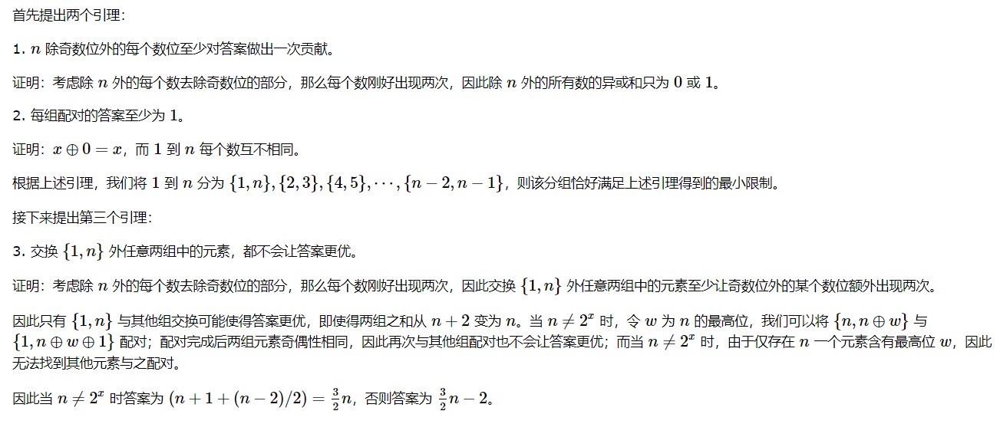 首先提出两个引理：
1. n 除奇数位外的每个数位至少对答案做出一次贡献。
证明：考虑除 n 外的每个数去除奇数位的部分，那么每个数刚好出现两次，因此除 n 外的所有数的异或和只为 0 或 1。
2. 每组配对的答案至少为 1。
证明：x ⊕ 0 = x，而 1 到 n 每个数互不相同。
根据上述引理，我们将 1 到 n 分为 {1, n}, {2, 3}, {4, 5}, ⋯, {n − 2, n − 1}，则该分组恰好满足上述引理得到的最小限制。
接下来提出第三个引理：
3. 交换 {1, n} 外任意两组中的元素，都不会让答案更优。
证明：考虑除 n 外的每个数去除奇数位的部分，那么每个数刚好出现两次，因此交换 {1, n} 外任意两组中的元素至少让奇数位外的某个数位额外出现两次。
因此只有 {1, n} 与其他组交换可能使得答案更优，即使得两组之和从 n + 2 变为 n。当 n ≠ 2^x 时，令 w 为 n 的最高位，我们可以将 {n, n ⊕ w} 与
{1, n ⊕ w ⊕ 1} 配对；配对完成后两组元素奇偶性相同，因此再次与其他组配对也不会让答案更优；而当 n ≠ 2^x 时，由于仅存在 n 一个元素含有最高位 w，因此
无法找到其他元素与之配对。
因此当 n ≠ 2^x 时答案为 (n + 1 + (n − 2)/2) = 3/2 n，否则答案为 3/2 n − 2。